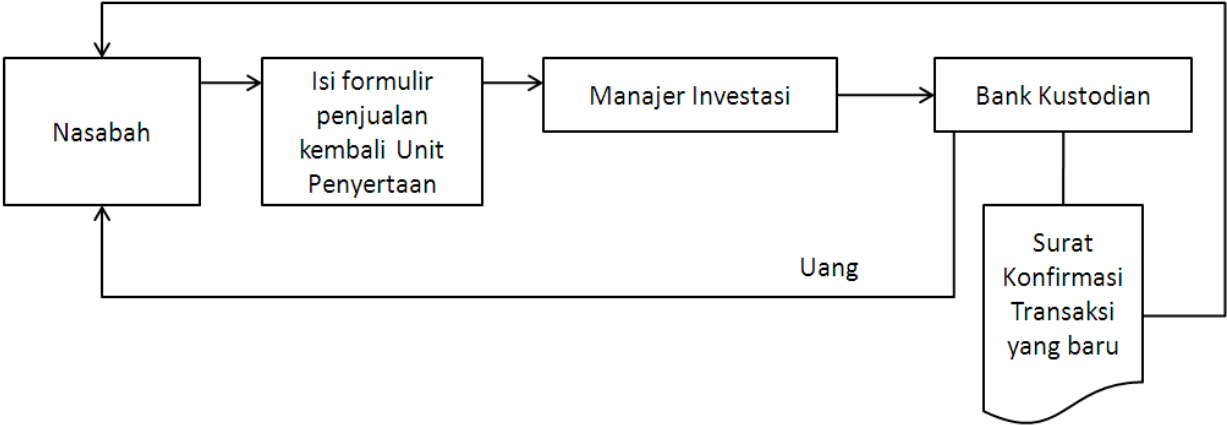 Nasabah
Isi formulir
penjualan
kembali Unit
Penyertaan
Manajer Investasi
Bank Kustodian
Uang
Surat
Konfirmasi
Transaksi
yang baru